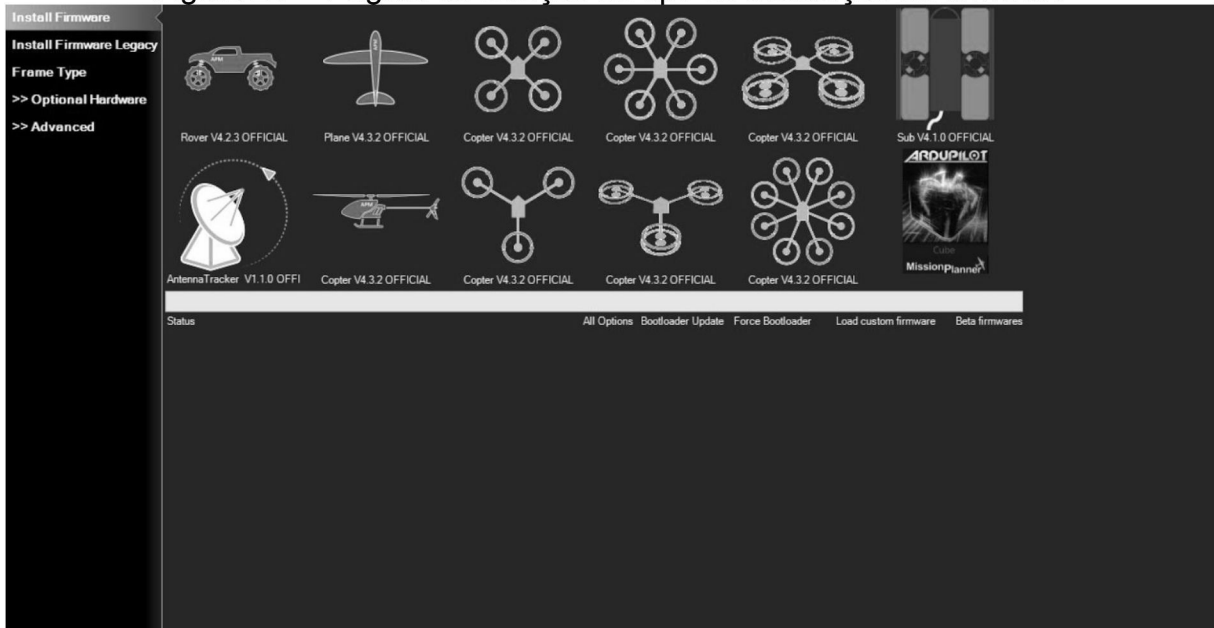 Install Firmware
Install Firmware Legacy
Frame Type
>> Optional Hardware
>> Advanced
APM
APM
Rover V4.2.3 OFFICIAL
Plane V4.3.2 OFFICIAL
Copter V4.3.2 OFFICIAL
Copter V4.3.2 OFFICIAL
Copter V4.3.2 OFFICIAL
Sub V4.1.0 OFFICIAL
ARDUPILOT
Cube
MissionPlanner
APM
AntennaTracker V1.1.0 OFFI
Copter V4.3.2 OFFICIAL
Copter V4.3.2 OFFICIAL
Copter V4.3.2 OFFICIAL
Copter V4.3.2 OFFICIAL
Status
All Options Bootloader Update Force Bootloader Load custom firmware Beta firmwares